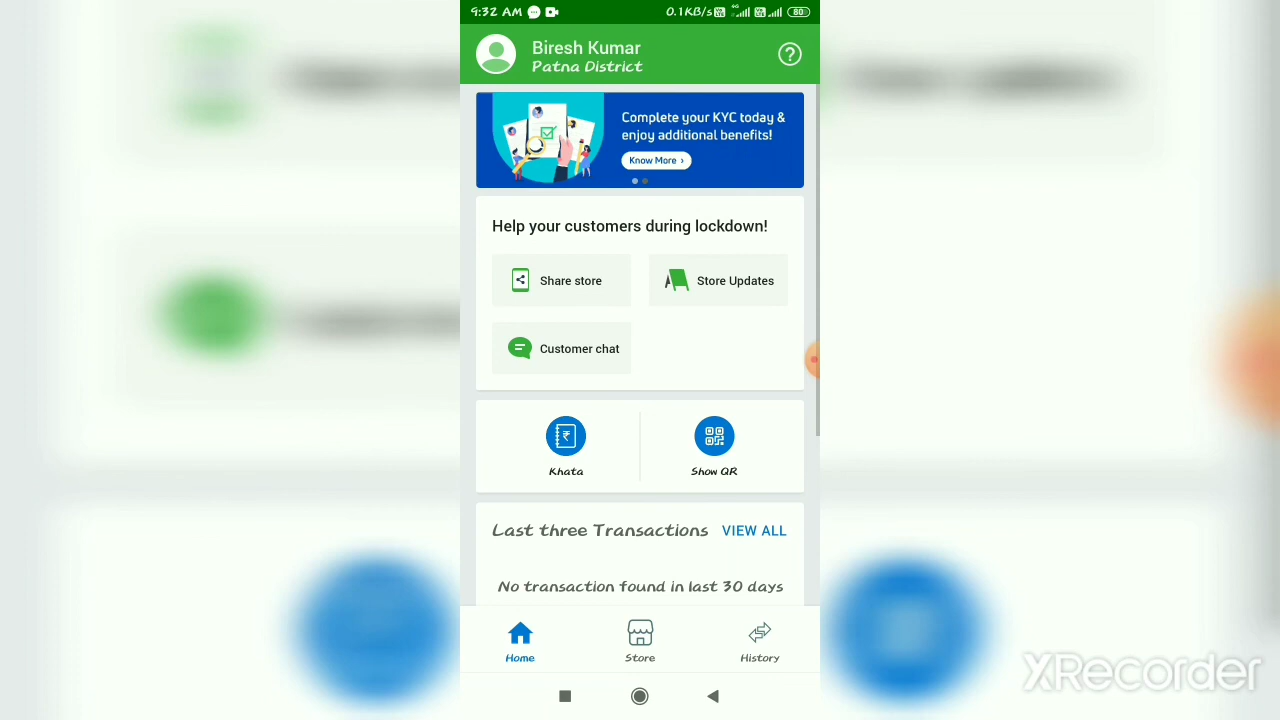 9:32 AM
0.1KB/s
4G
80
Biresh Kumar
Patna District
Complete your KYC today &
enjoy additional benefits!
Know More ›
Help your customers during lockdown!
Share store
Store Updates
Customer chat
Khata
Show QR
Last three Transactions
VIEW ALL
No transaction found in last 30 days
Home
Store
History
XRecorder